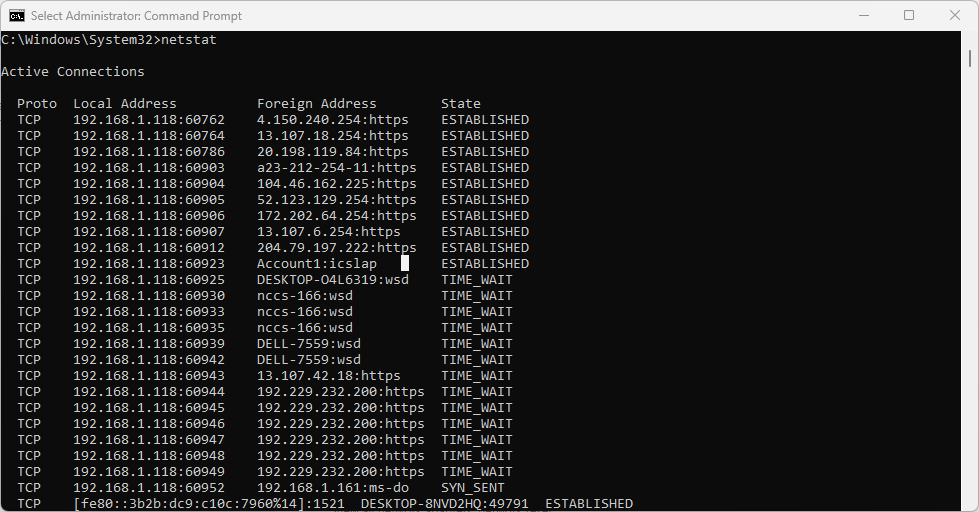 Select Administrator: Command Prompt
C:\Windows\System32>netstat
Active Connections
Proto  Local Address          Foreign Address        State
TCP    192.168.1.118:60762    4.150.240.254:https    ESTABLISHED
TCP    192.168.1.118:60764    13.107.18.254:https    ESTABLISHED
TCP    192.168.1.118:60786    20.198.119.84:https    ESTABLISHED
TCP    192.168.1.118:60903    a23-212-254-11:https   ESTABLISHED
TCP    192.168.1.118:60904    104.46.162.225:https   ESTABLISHED
TCP    192.168.1.118:60905    52.123.129.254:https   ESTABLISHED
TCP    192.168.1.118:60906    172.202.64.254:https   ESTABLISHED
TCP    192.168.1.118:60907    13.107.6.254:https     ESTABLISHED
TCP    192.168.1.118:60912    204.79.197.222:https   ESTABLISHED
TCP    192.168.1.118:60923    Account1:icslap        ESTABLISHED
TCP    192.168.1.118:60925    DESKTOP-O4L6319:wsd    TIME_WAIT
TCP    192.168.1.118:60930    nccs-166:wsd           TIME_WAIT
TCP    192.168.1.118:60933    nccs-166:wsd           TIME_WAIT
TCP    192.168.1.118:60935    nccs-166:wsd           TIME_WAIT
TCP    192.168.1.118:60939    DELL-7559:wsd          TIME_WAIT
TCP    192.168.1.118:60942    DELL-7559:wsd          TIME_WAIT
TCP    192.168.1.118:60943    13.107.42.18:https     TIME_WAIT
TCP    192.168.1.118:60944    192.229.232.200:https  TIME_WAIT
TCP    192.168.1.118:60945    192.229.232.200:https  TIME_WAIT
TCP    192.168.1.118:60946    192.229.232.200:https  TIME_WAIT
TCP    192.168.1.118:60947    192.229.232.200:https  TIME_WAIT
TCP    192.168.1.118:60948    192.229.232.200:https  TIME_WAIT
TCP    192.168.1.118:60949    192.229.232.200:https  TIME_WAIT
TCP    192.168.1.118:60952    192.168.1.161:ms-do    SYN_SENT
TCP    [fe80::3b2b:dc9:c10c:7960%14]:1521  DESKTOP-8NVD2HQ:49791  ESTABLISHED